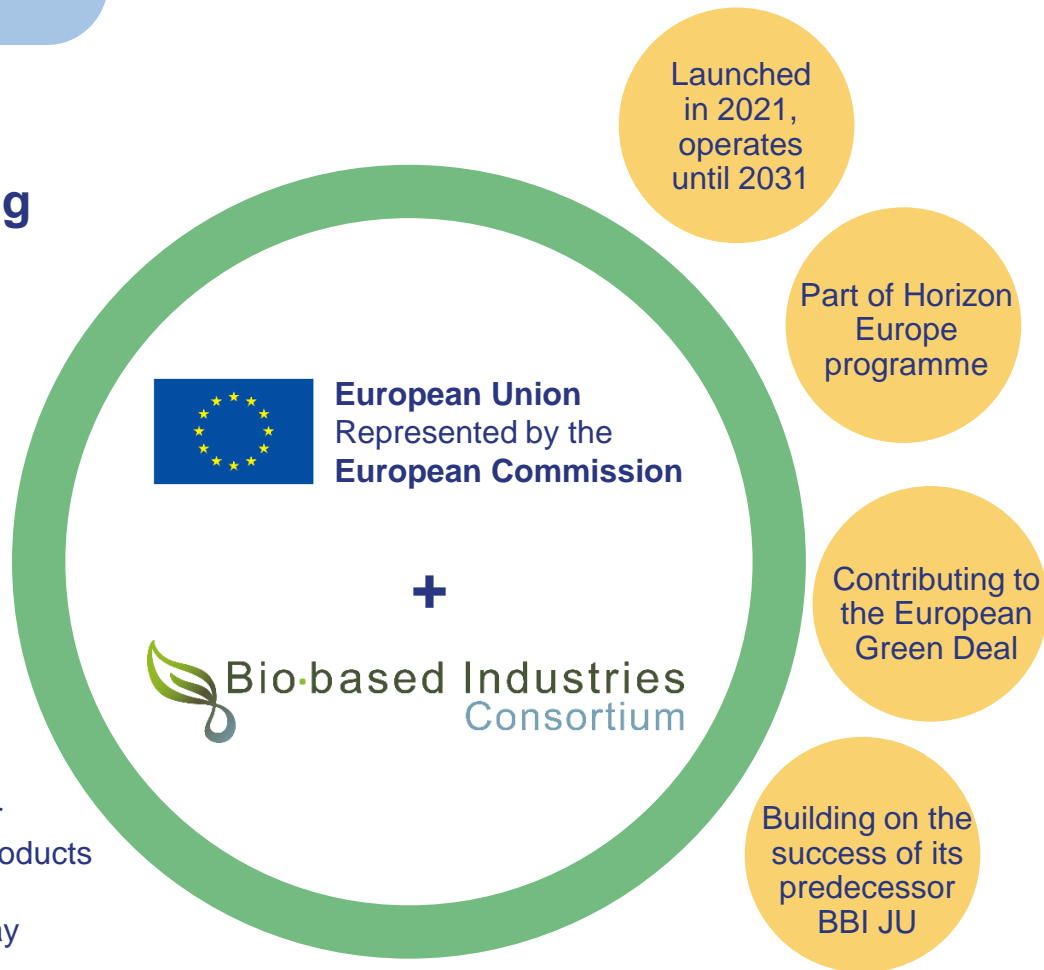 g
Launched
in 2021,
operates
until 2031
Part of Horizon
Europe
programme
European Union
Represented by the
European Commission
+
Bio·based Industries
Consortium
Contributing to
the European
Green Deal
oducts
ay
Building on the
success of its
predecessor
BBI JU